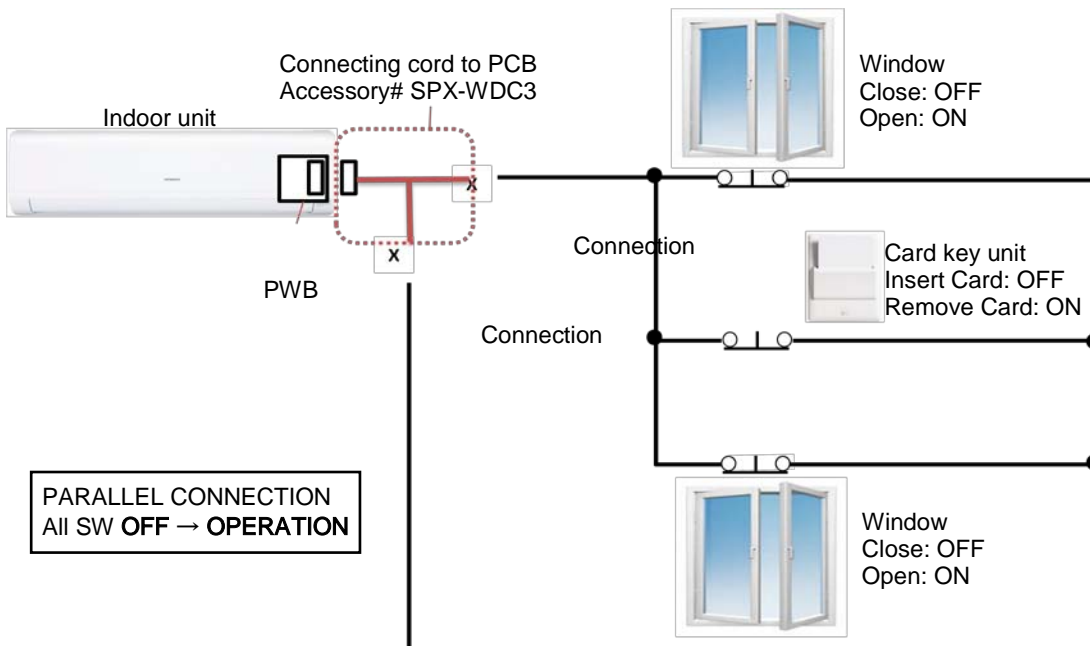 Connecting cord to PCB
Accessory# SPX-WDC3
Indoor unit
X
X
PWB
Window
Close: OFF
Open: ON
Connection
Card key unit
Insert Card: OFF
Remove Card: ON
Connection
PARALLEL CONNECTION
All SW OFF → OPERATION
Window
Close: OFF
Open: ON